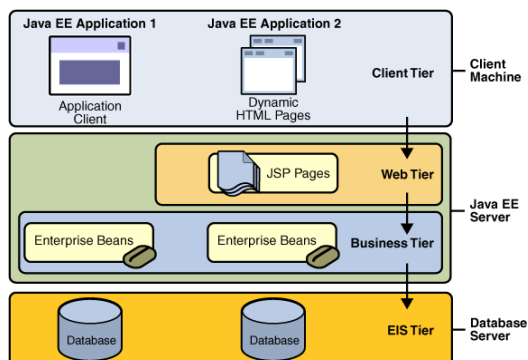 Java EE Application 1
Java EE Application 2
Application
Client
Dynamic
HTML Pages
Client Tier
Client
Machine
JSP Pages
Web Tier
Java EE
Server
Enterprise Beans
Enterprise Beans
Business Tier
Database
Database
EIS Tier
Database
Server